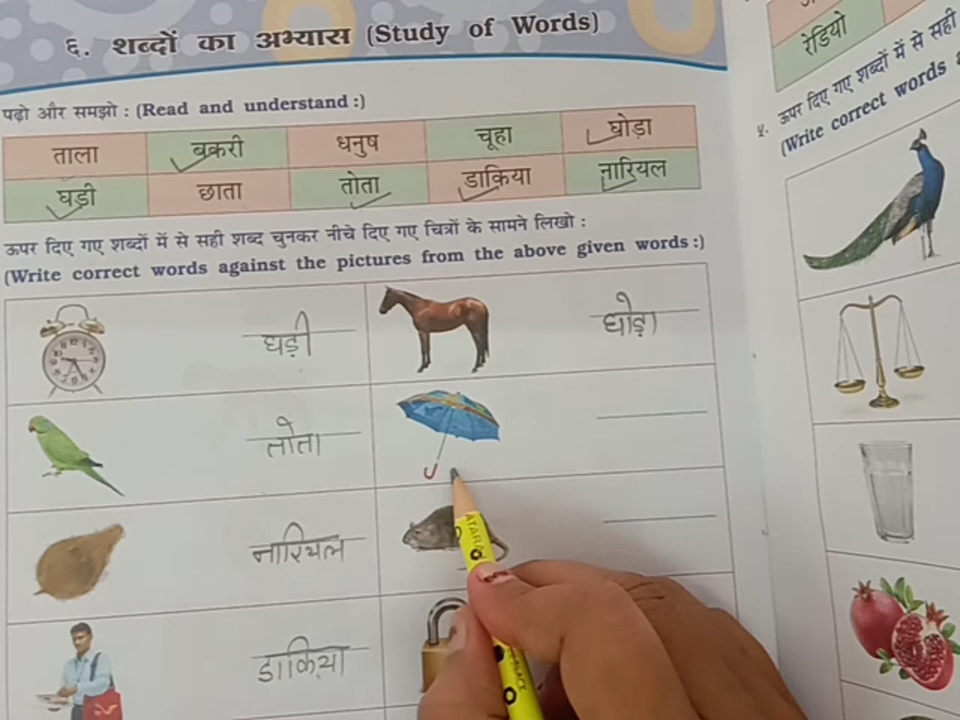 ६. शब्दों का अभ्यास (Study of Words)
पढ़ो और समझो : (Read and understand :)
ताला बकरी धनुष चूहा घोड़ा
घड़ी छाता तोता डाकिया नारियल
ऊपर दिए गए शब्दों में से सही शब्द चुनकर नीचे दिए गए चित्रों के सामने लिखो :
(Write correct words against the pictures from the above given words :)
घड़ी घोड़ा
तोता
नारियल
डाकिया
रेडियो
५. ऊपर दिए गए शब्दों में से सही
(Write correct words